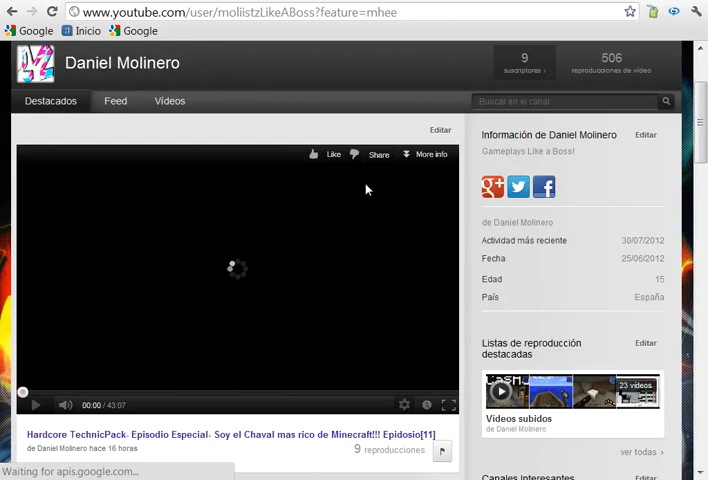 www.youtube.com/user/moliistzLikeABoss?feature=mhee
Google Inicio Google
Daniel Molinero
9
suscriptores ›
506
reproducciones de vídeo
Destacados Feed Vídeos
Buscar en el canal
Editar
Like Share More info
00:00 / 43:07
Hardcore TechnicPack- Episodio Especial- Soy el Chaval mas rico de Minecraft!!! Epidosio[11]
de Daniel Molinero hace 16 horas
9 reproducciones
Información de Daniel Molinero Editar
Gameplays Like a Boss!
de Daniel Molinero
Actividad más reciente 30/07/2012
Fecha 25/06/2012
Edad 15
País España
Listas de reproducción destacadas Editar
23 vídeos
Vídeos subidos
de Daniel Molinero
ver todas ›
Canales interesantes Editar
Waiting for apis.google.com...